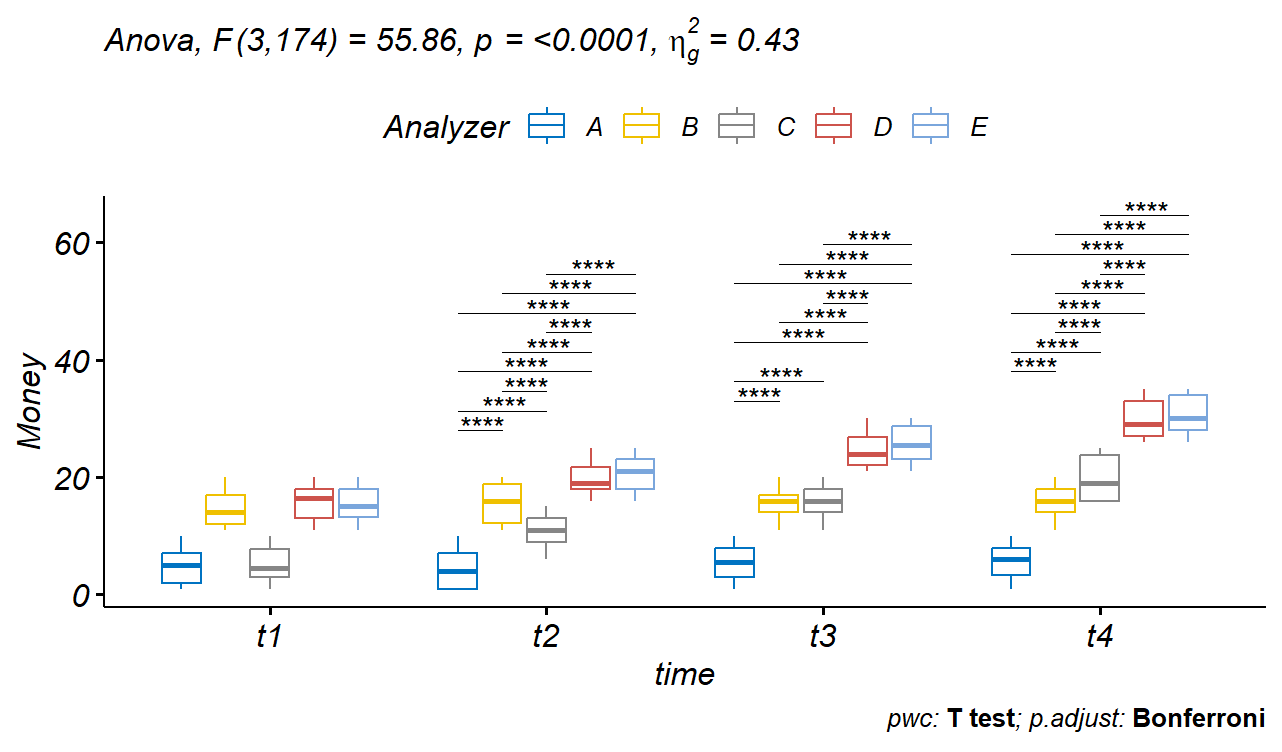 Anova, F(3,174) = 55.86, p = <0.0001, η²g = 0.43
Analyzer A B C D E
****
60 ****
**** ****
**** **** ****
**** **** ****
**** **** ****
**** **** ****
**** **** ****
40 **** **** ****
**** **** ****
**** ****
**** ****
****
20
0
Money
t1 t2 t3 t4
time
pwc: T test; p.adjust: Bonferroni